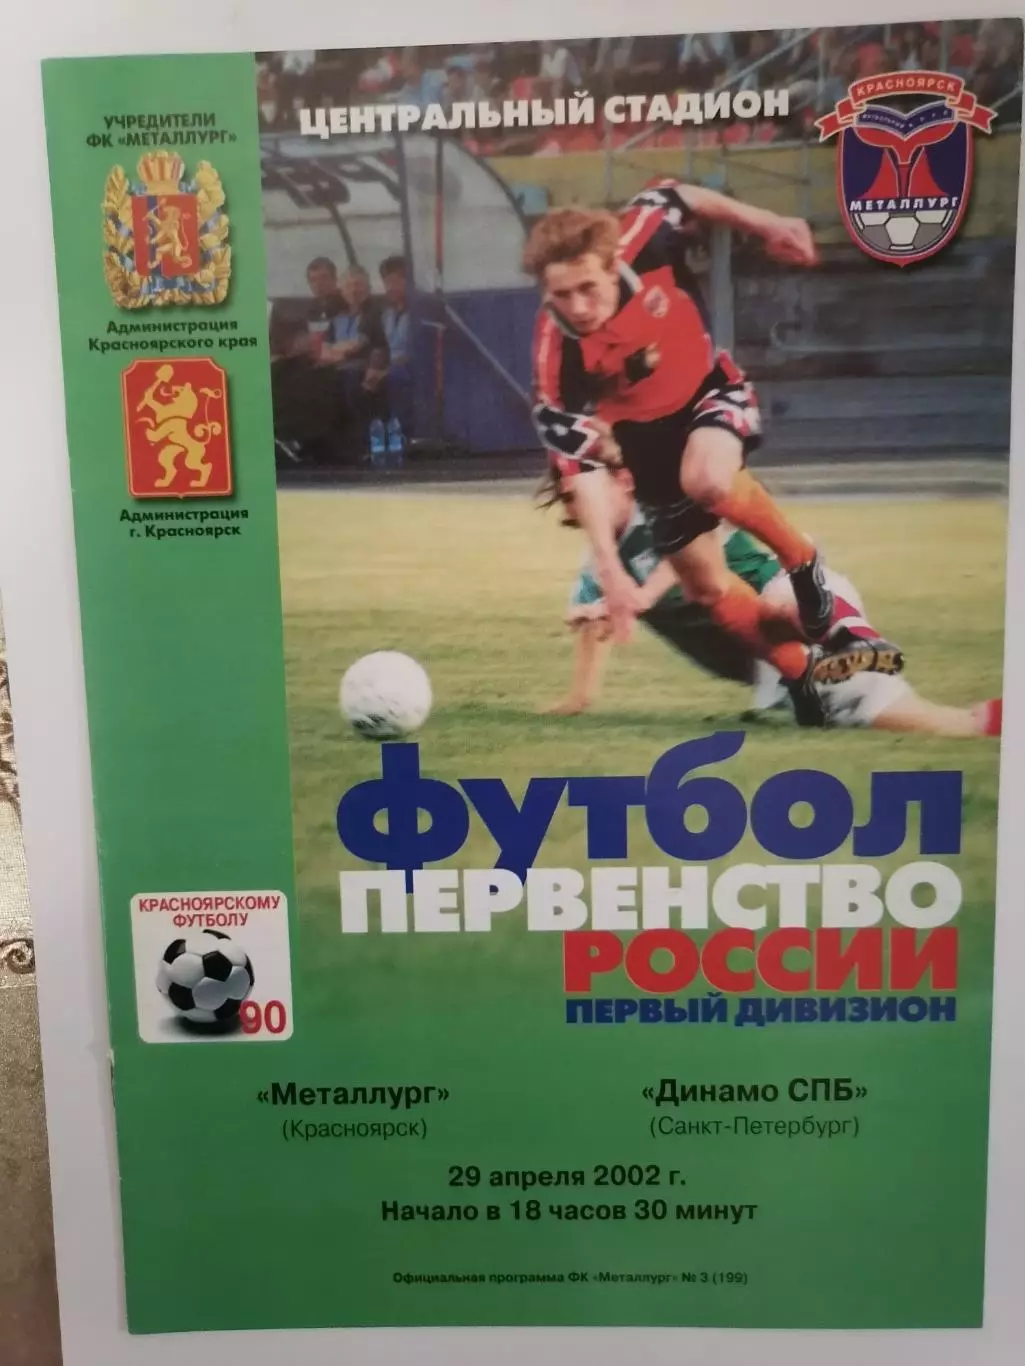 УЧРЕДИТЕЛИ
ФК «МЕТАЛЛУРГ»
Администрация
Красноярского края
Администрация
г. Красноярск
ЦЕНТРАЛЬНЫЙ СТАДИОН
КРАСНОЯРСК
МЕТАЛЛУРГ
ФУТБОЛ
ПЕРВЕНСТВО
РОССИИ
ПЕРВЫЙ ДИВИЗИОН
КРАСНОЯРСКОМУ
ФУТБОЛУ
90
«Металлург»
(Красноярск)
«Динамо СПБ»
(Санкт-Петербург)
29 апреля 2002 г.
Начало в 18 часов 30 минут
Официальная программа ФК «Металлург» № 3 (199)